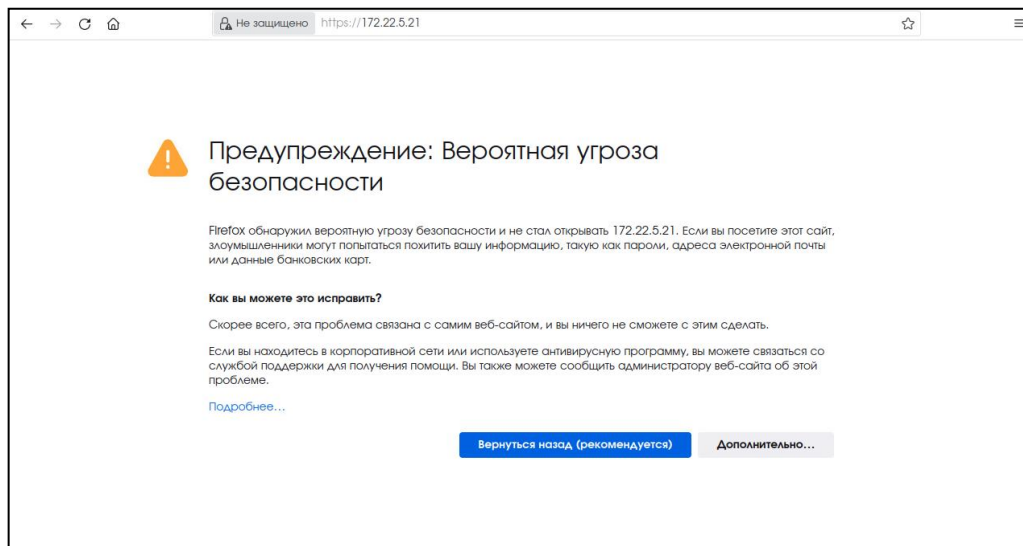 Не защищено https://172.22.5.21
Предупреждение: Вероятная угроза
безопасности
Firefox обнаружил вероятную угрозу безопасности и не стал открывать 172.22.5.21. Если вы посетите этот сайт,
злоумышленники могут попытаться похитить вашу информацию, такую как пароли, адреса электронной почты
или данные банковских карт.
Как вы можете это исправить?
Скорее всего, эта проблема связана с самим веб-сайтом, и вы ничего не сможете с этим сделать.
Если вы находитесь в корпоративной сети или используете антивирусную программу, вы можете связаться со
службой поддержки для получения помощи. Вы также можете сообщить администратору веб-сайта об этой
проблеме.
Подробнее...
Вернуться назад (рекомендуется) Дополнительно...